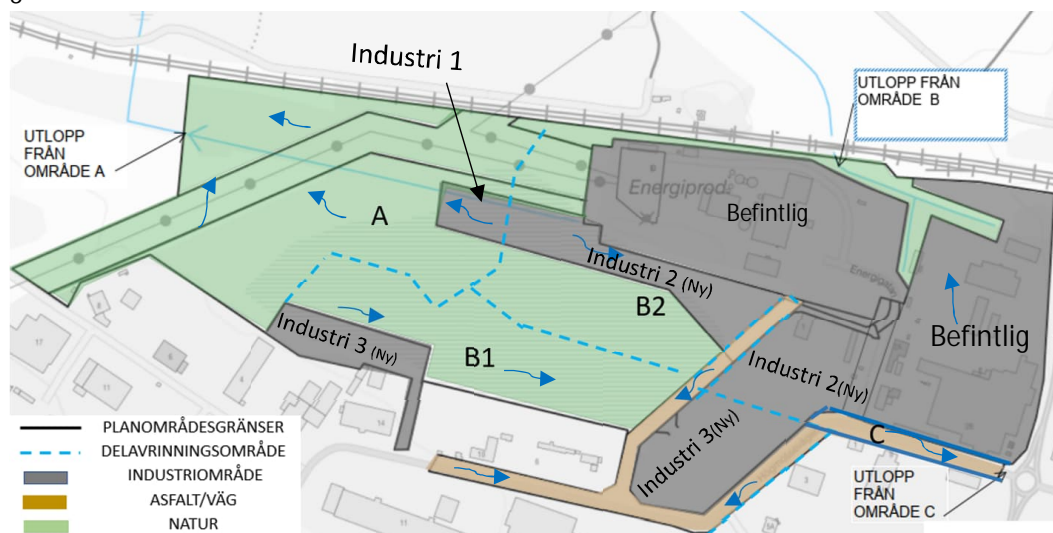 Industri 1
UTLOPP FRÅN
OMRÅDE B
UTLOPP
FRÅN
OMRÅDE A
Energiprod.
Befintlig
A
Industri 2 (Ny)
B2
Industri 3 (Ny)
B1
Befintlig
Industri 2(Ny)
Industri 3(Ny)
C
UTLOPP
FRÅN
OMRÅDE C
PLANOMRÅDESGRÄNSER
DELAVRINNINGSOMRÅDE
INDUSTRIOMRÅDE
ASFALT/VÄG
NATUR